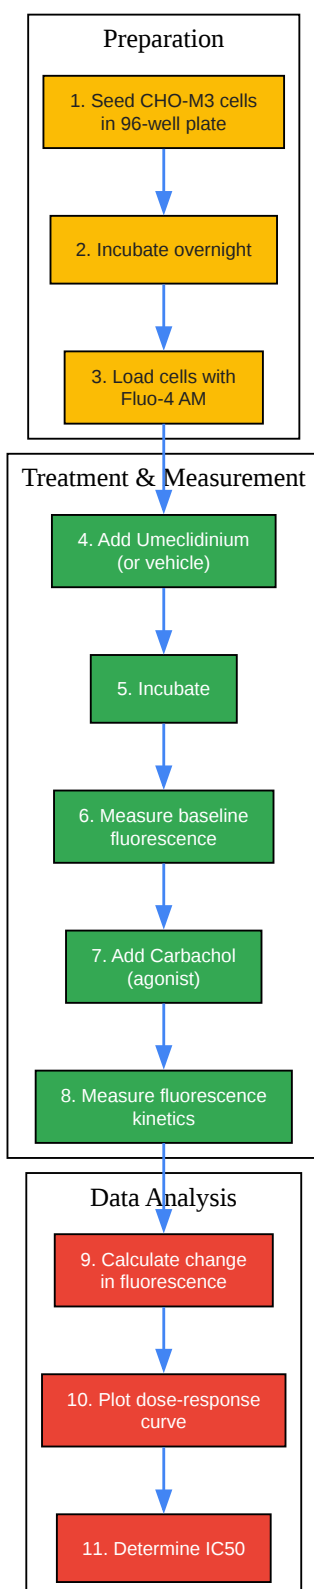 Preparation
1. Seed CHO-M3 cells
in 96-well plate
2. Incubate overnight
3. Load cells with
Fluo-4 AM
Treatment & Measurement
4. Add Umeclidinium
(or vehicle)
5. Incubate
6. Measure baseline
fluorescence
7. Add Carbachol
(agonist)
8. Measure fluorescence
kinetics
Data Analysis
9. Calculate change
in fluorescence
10. Plot dose-response
curve
11. Determine IC50